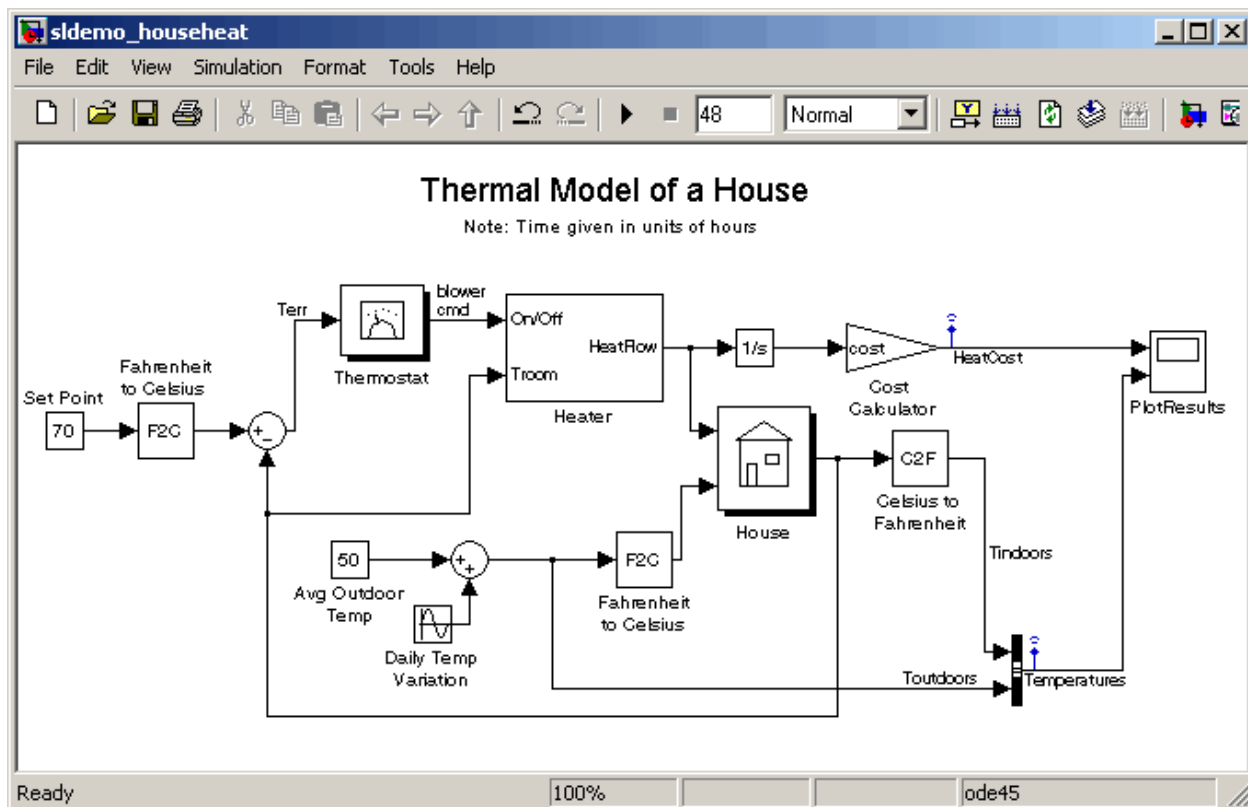 sldemo_househeat
File Edit View Simulation Format Tools Help
48 Normal
Thermal Model of a House
Note: Time given in units of hours
Set Point
70
Fahrenheit
to Celsius
F2C
+
−
Terr
Thermostat
blower
cmd
On/Off
HeatFlow
Troom
Heater
1/s
cost
Cost
Calculator
HeatCost
PlotResults
House
C2F
Celsius to
Fahrenheit
Tindoors
50
Avg Outdoor
Temp
+
+
Daily Temp
Variation
F2C
Fahrenheit
to Celsius
Toutdoors
Temperatures
Ready 100% ode45